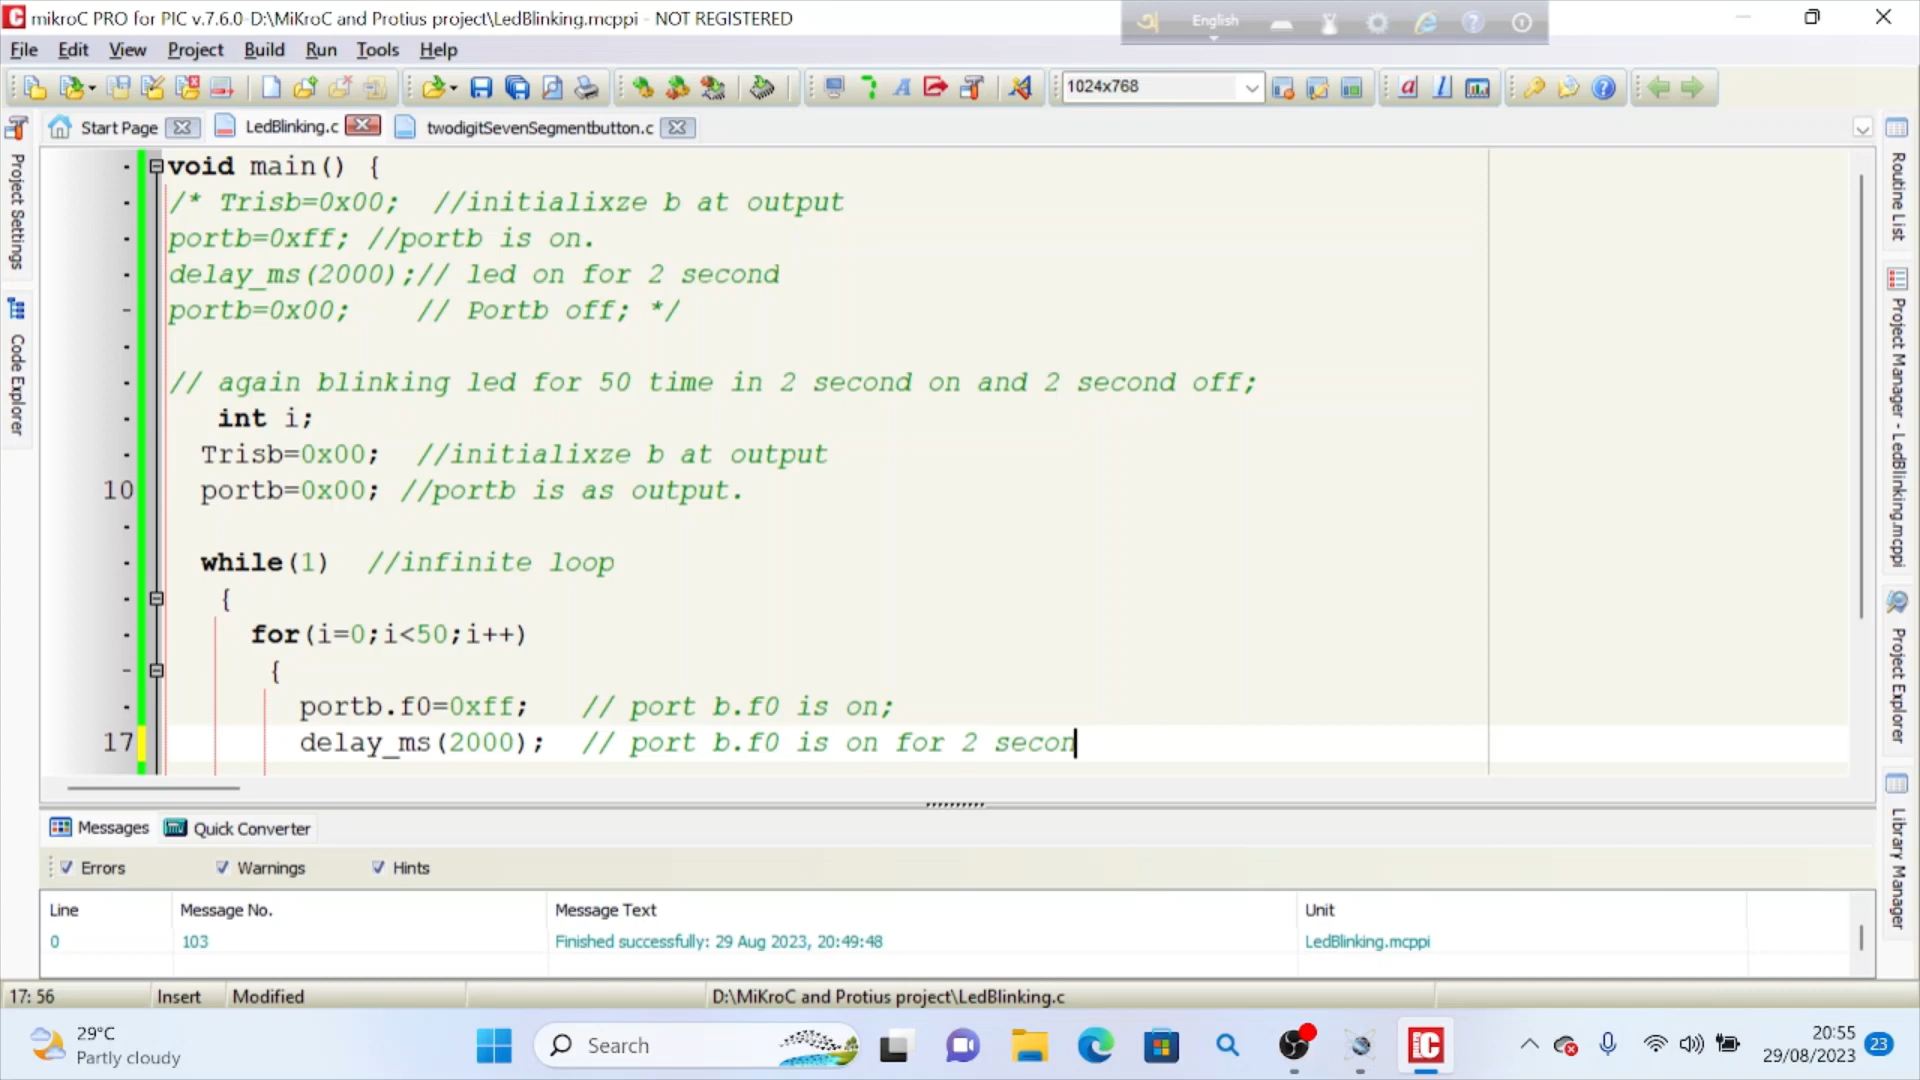 mikroC PRO for PIC v.7.6.0-D:\MiKroC and Protius project\LedBlinking.mcppi - NOT REGISTERED
English
File Edit View Project Build Run Tools Help
1024x768
Start Page LedBlinking.c twodigitSevenSegmentbutton.c
void main() {
/* Trisb=0x00; //initialixze b at output
portb=0xff; //portb is on.
delay_ms(2000);// led on for 2 second
portb=0x00; // Portb off; */
// again blinking led for 50 time in 2 second on and 2 second off;
int i;
Trisb=0x00; //initialixze b at output
10 portb=0x00; //portb is as output.
while(1) //infinite loop
{
for(i=0;i<50;i++)
{
portb.f0=0xff; // port b.f0 is on;
17 delay_ms(2000); // port b.f0 is on for 2 secon
Project Settings
Code Explorer
Routine List
Project Manager - LedBlinking.mcppi
Project Explorer
Library Manager
Messages Quick Converter
Errors Warnings Hints
Line Message No. Message Text Unit
0 103 Finished successfully: 29 Aug 2023, 20:49:48 LedBlinking.mcppi
17: 56 Insert Modified D:\MiKroC and Protius project\LedBlinking.c
29°C
Partly cloudy
Search
20:55
29/08/2023
23